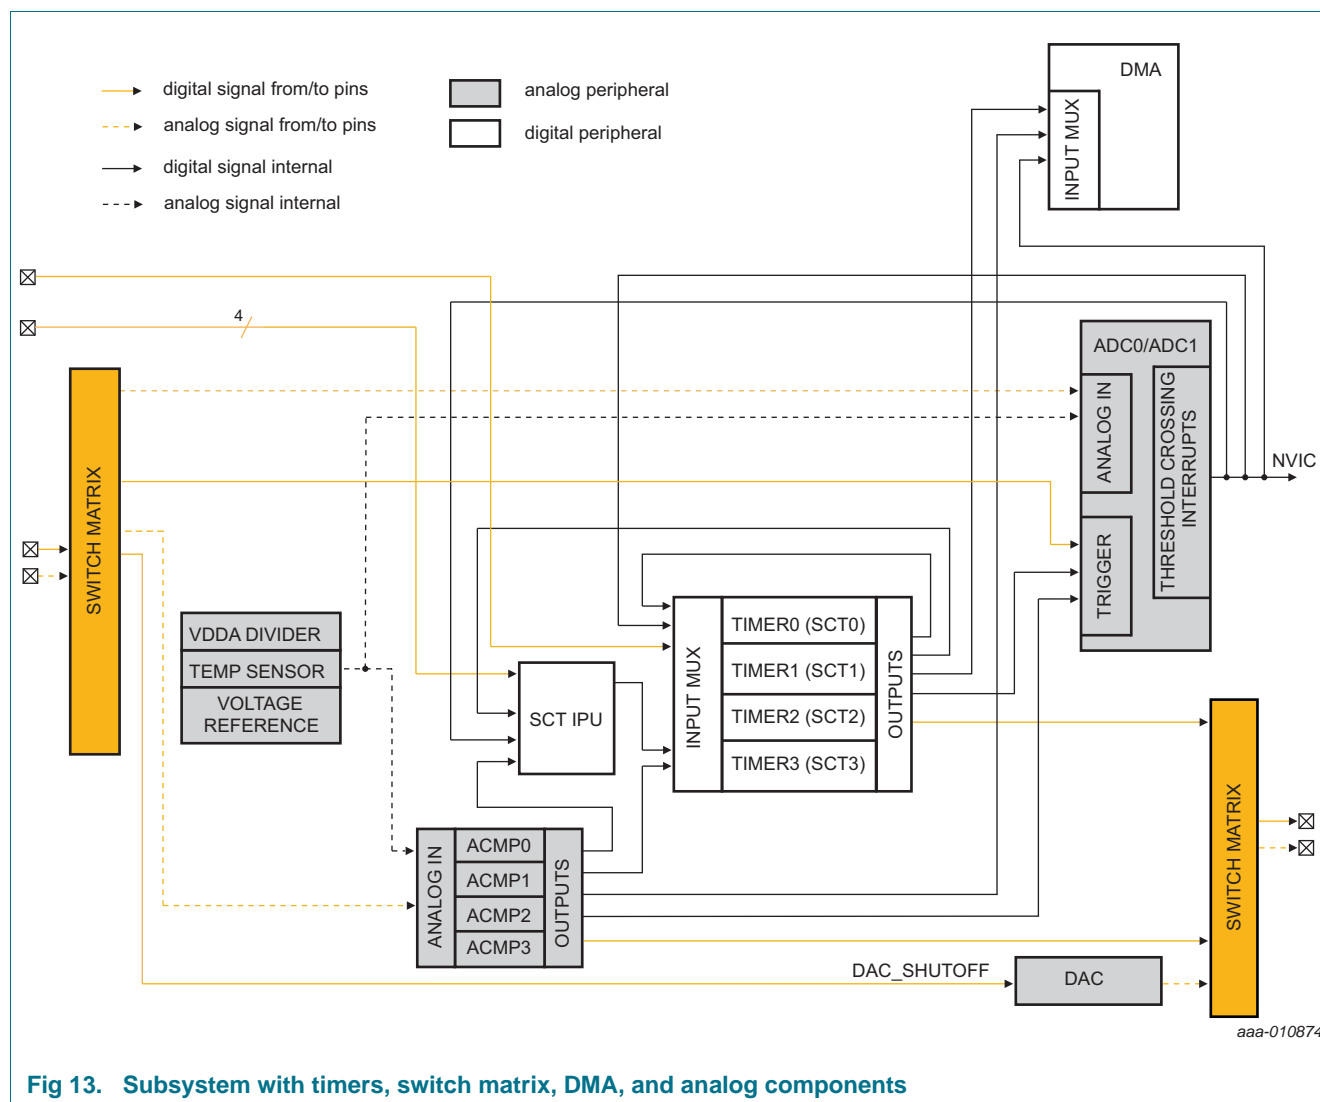 digital signal from/to pins
analog signal from/to pins
digital signal internal
analog signal internal
analog peripheral
digital peripheral
DMA
INPUT MUX
4
ADC0/ADC1
ANALOG IN
THRESHOLD CROSSING
INTERRUPTS
TRIGGER
NVIC
SWITCH MATRIX
VDDA DIVIDER
TEMP SENSOR
VOLTAGE
REFERENCE
SCT IPU
INPUT MUX
TIMER0 (SCT0)
TIMER1 (SCT1)
TIMER2 (SCT2)
TIMER3 (SCT3)
OUTPUTS
ANALOG IN
ACMP0
ACMP1
ACMP2
ACMP3
OUTPUTS
DAC_SHUTOFF
DAC
SWITCH MATRIX
aaa-010874
Fig 13. Subsystem with timers, switch matrix, DMA, and analog components